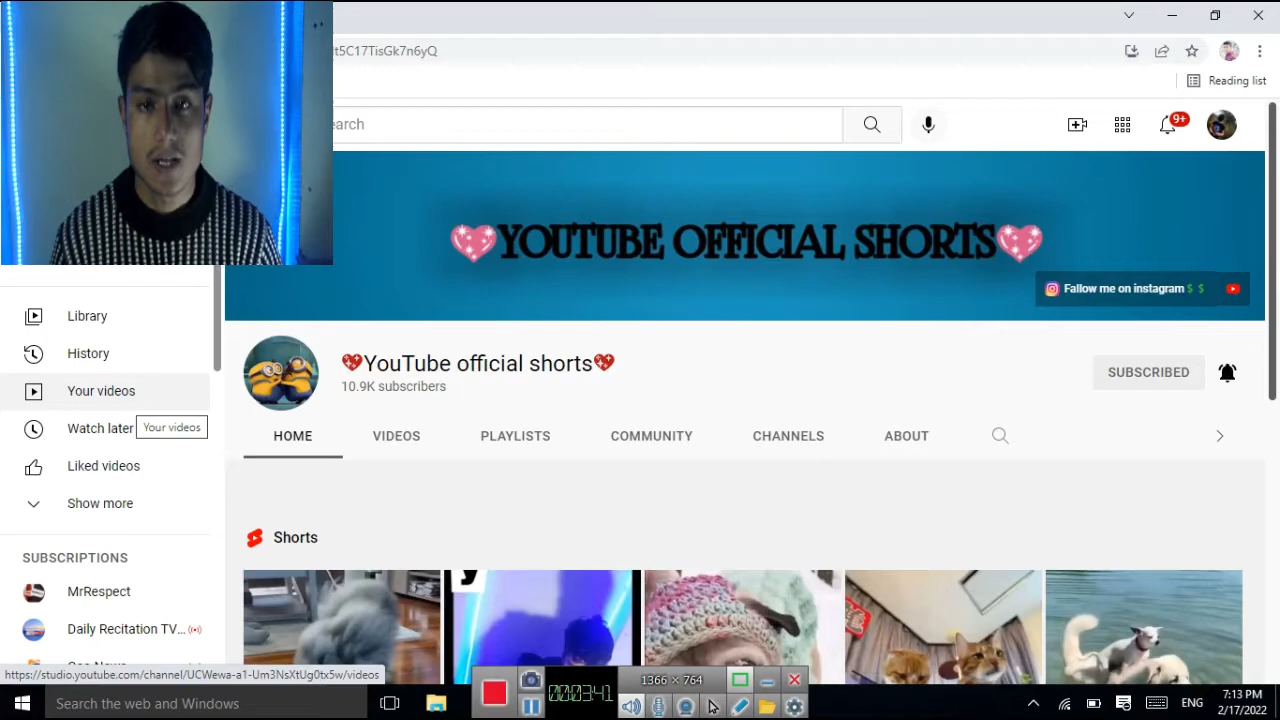 t5C17TisGk7n6yQ
Reading list
earch
9+
YOUTUBE OFFICIAL SHORTS
Fallow me on instagram
YouTube official shorts
10.9K subscribers
SUBSCRIBED
HOME VIDEOS PLAYLISTS COMMUNITY CHANNELS ABOUT
Library
History
Your videos
Watch later
Your videos
Liked videos
Show more
SUBSCRIPTIONS
MrRespect
Daily Recitation TV...
Shorts
https://studio.youtube.com/channel/UCWewa-a1-Um3NsXtUg0tx5w/videos
1366 × 764
00:03:41
Search the web and Windows
ENG
7:13 PM
2/17/2022